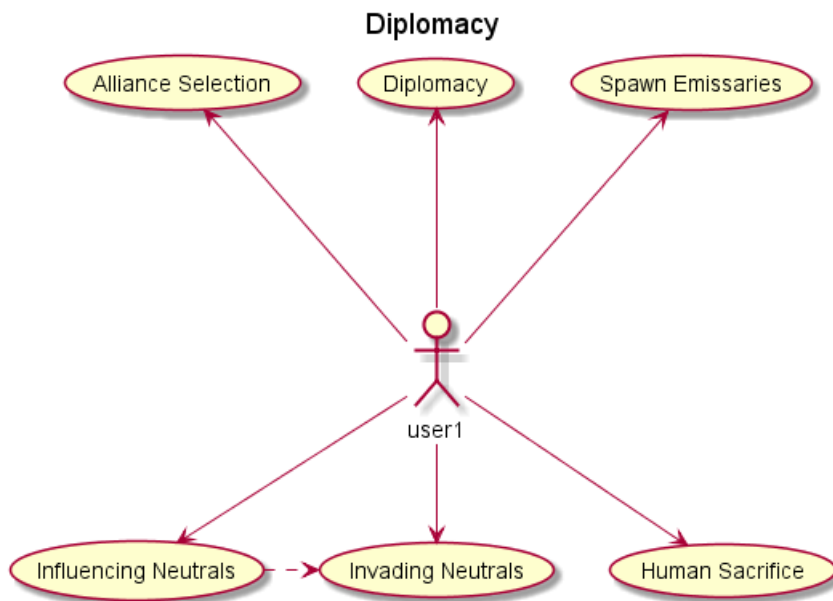 Diplomacy
Alliance Selection
Diplomacy
Spawn Emissaries
user1
Influencing Neutrals
Invading Neutrals
Human Sacrifice